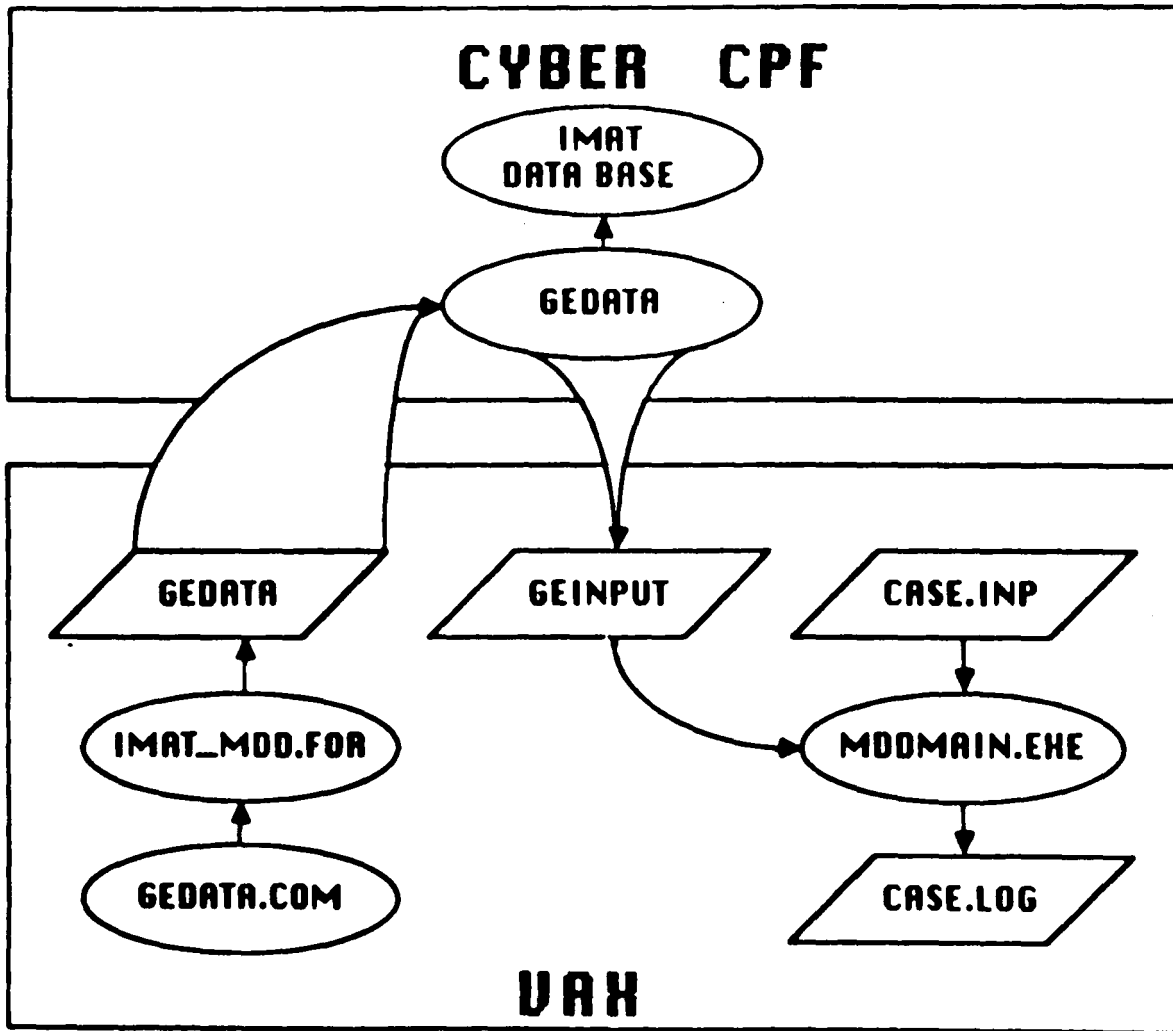 CYBER CPF
IMAT
DATA BASE
GEDATA
GEDATA
GEINPUT
CASE.INP
IMAT_MDD.FOR
MDDMAIN.EXE
GEDATA.COM
CASE.LOG
VAX